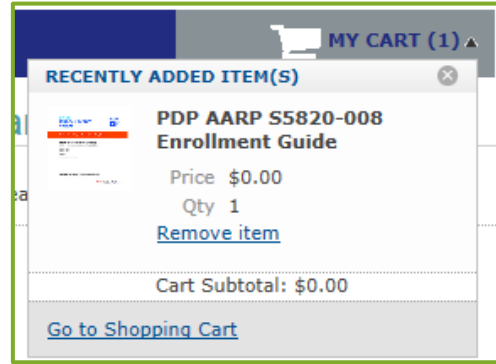 MY CART (1)
RECENTLY ADDED ITEM(S)
PDP AARP S5820-008
Enrollment Guide
Price $0.00
Qty 1
Remove item
Cart Subtotal: $0.00
Go to Shopping Cart